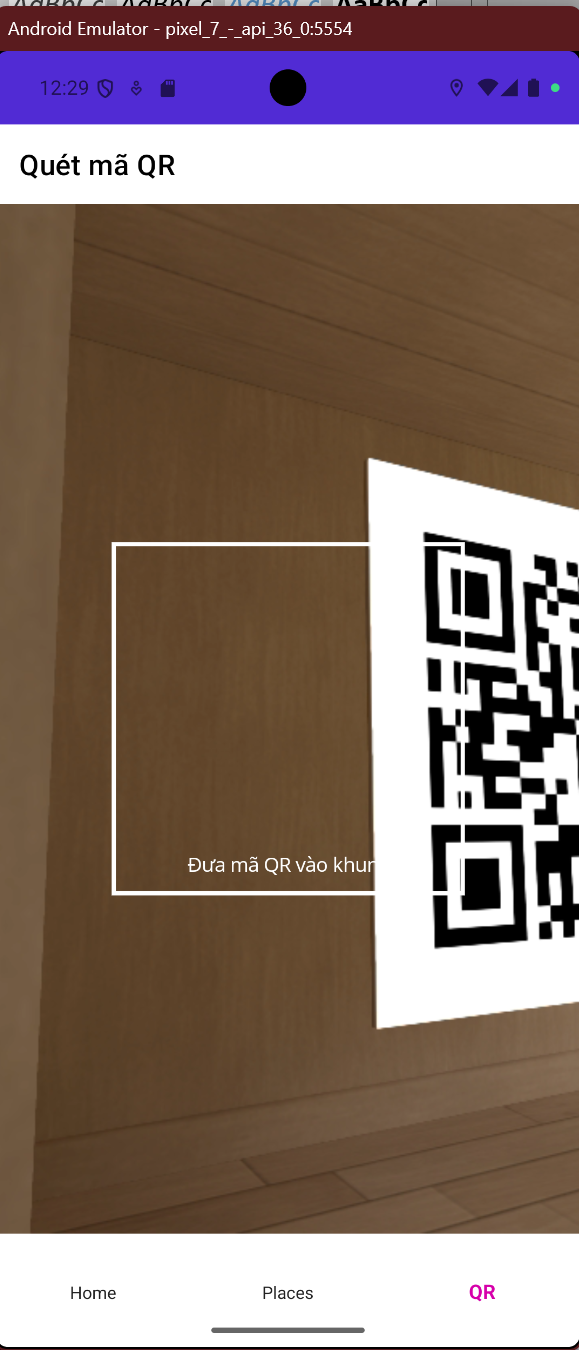 Android Emulator - pixel_7_-_api_36_0:5554
12:29
Quét mã QR
Đưa mã QR vào khun
Home
Places
QR